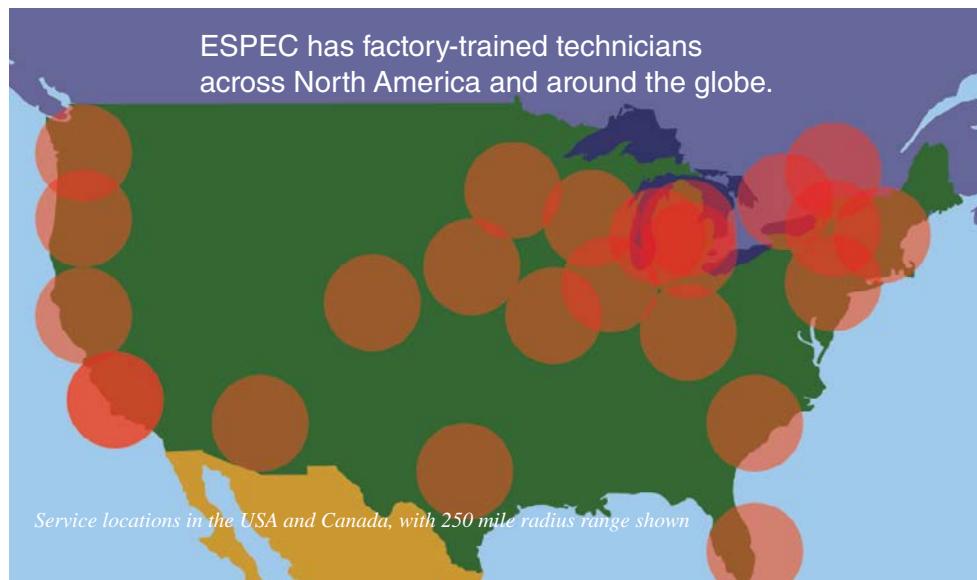 ESPEC has factory-trained technicians
across North America and around the globe.
Service locations in the USA and Canada, with 250 mile radius range shown